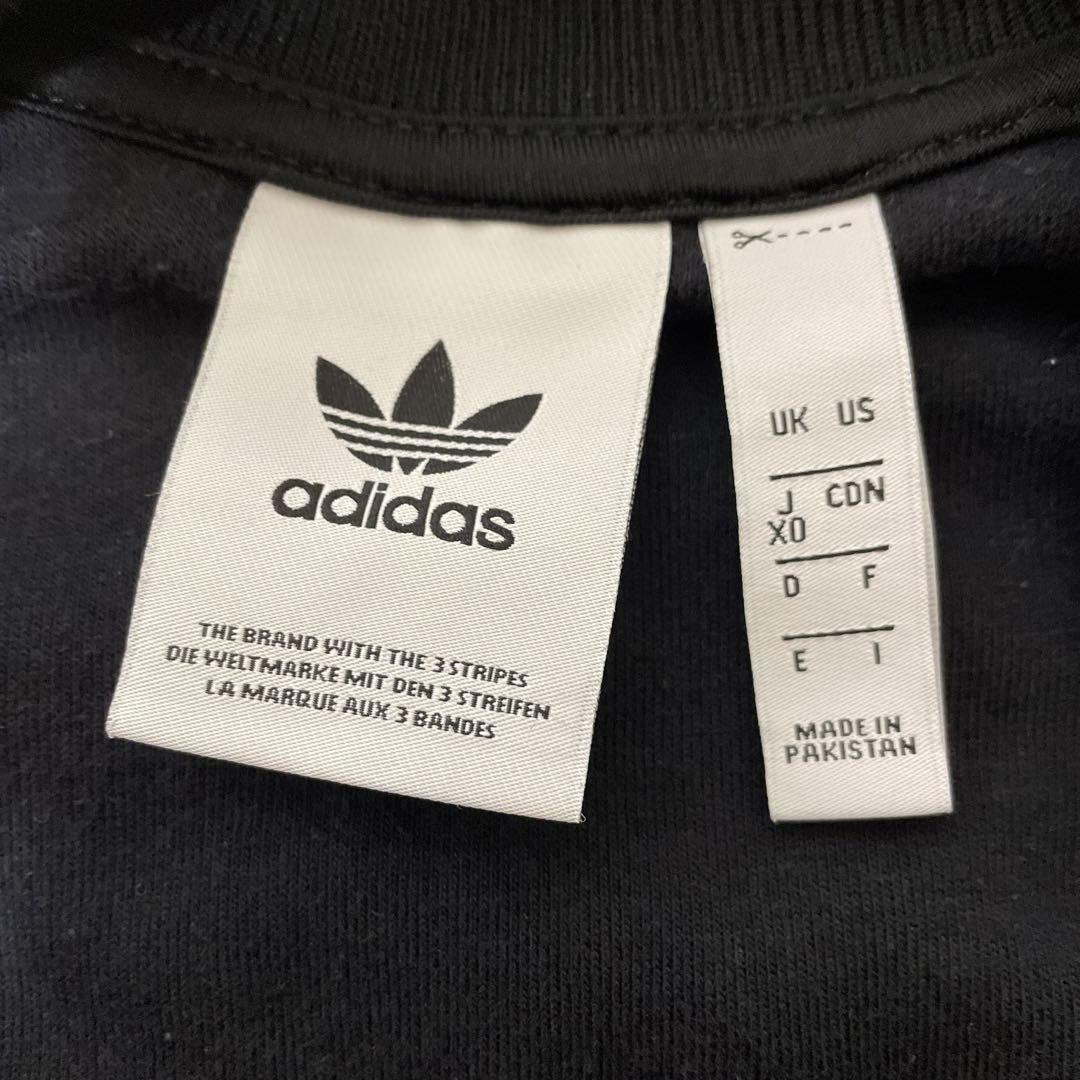 adidas
THE BRAND WITH THE 3 STRIPES
DIE WELTMARKE MIT DEN 3 STREIFEN
LA MARQUE AUX 3 BANDES
UK US
J CDN
XO
D F
E I
MADE IN
PAKISTAN